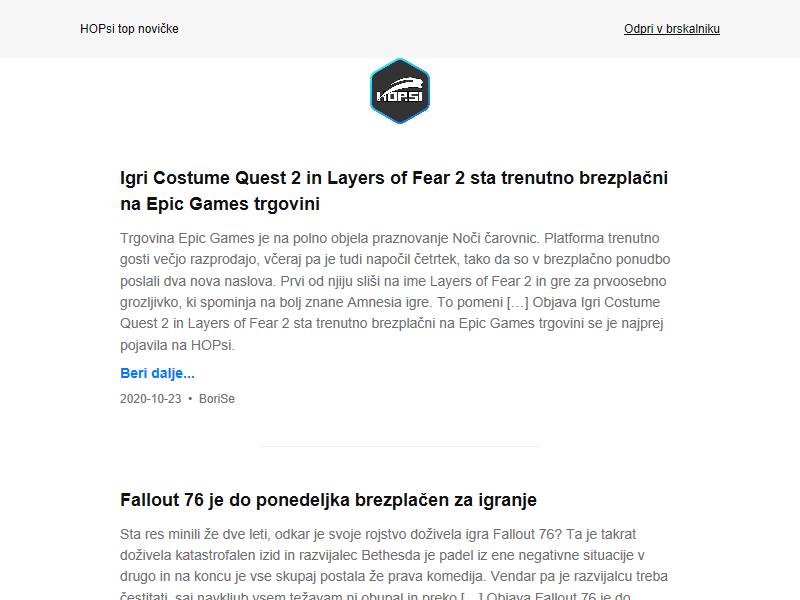 HOPsi top novičke
Odpri v brskalniku
HOPSI
Igri Costume Quest 2 in Layers of Fear 2 sta trenutno brezplačni
na Epic Games trgovini
Trgovina Epic Games je na polno objela praznovanje Noči čarovnic. Platforma trenutno
gosti večjo razprodajo, včeraj pa je tudi napočil četrtek, tako da so v brezplačno ponudbo
poslali dva nova naslova. Prvi od njiju sliši na ime Layers of Fear 2 in gre za prvoosebno
grozljivko, ki spominja na bolj znane Amnesia igre. To pomeni […] Objava Igri Costume
Quest 2 in Layers of Fear 2 sta trenutno brezplačni na Epic Games trgovini se je najprej
pojavila na HOPsi.
Beri dalje...
2020-10-23 • BoriSe
Fallout 76 je do ponedeljka brezplačen za igranje
Sta res minili že dve leti, odkar je svoje rojstvo doživela igra Fallout 76? Ta je takrat
doživela katastrofalen izid in razvijalec Bethesda je padel iz ene negativne situacije v
drugo in na koncu je vse skupaj postala že prava komedija. Vendar pa je razvijalcu treba
čestitati, saj navkljub vsem težavam ni obupal in preko […] Objava Fallout 76 je do